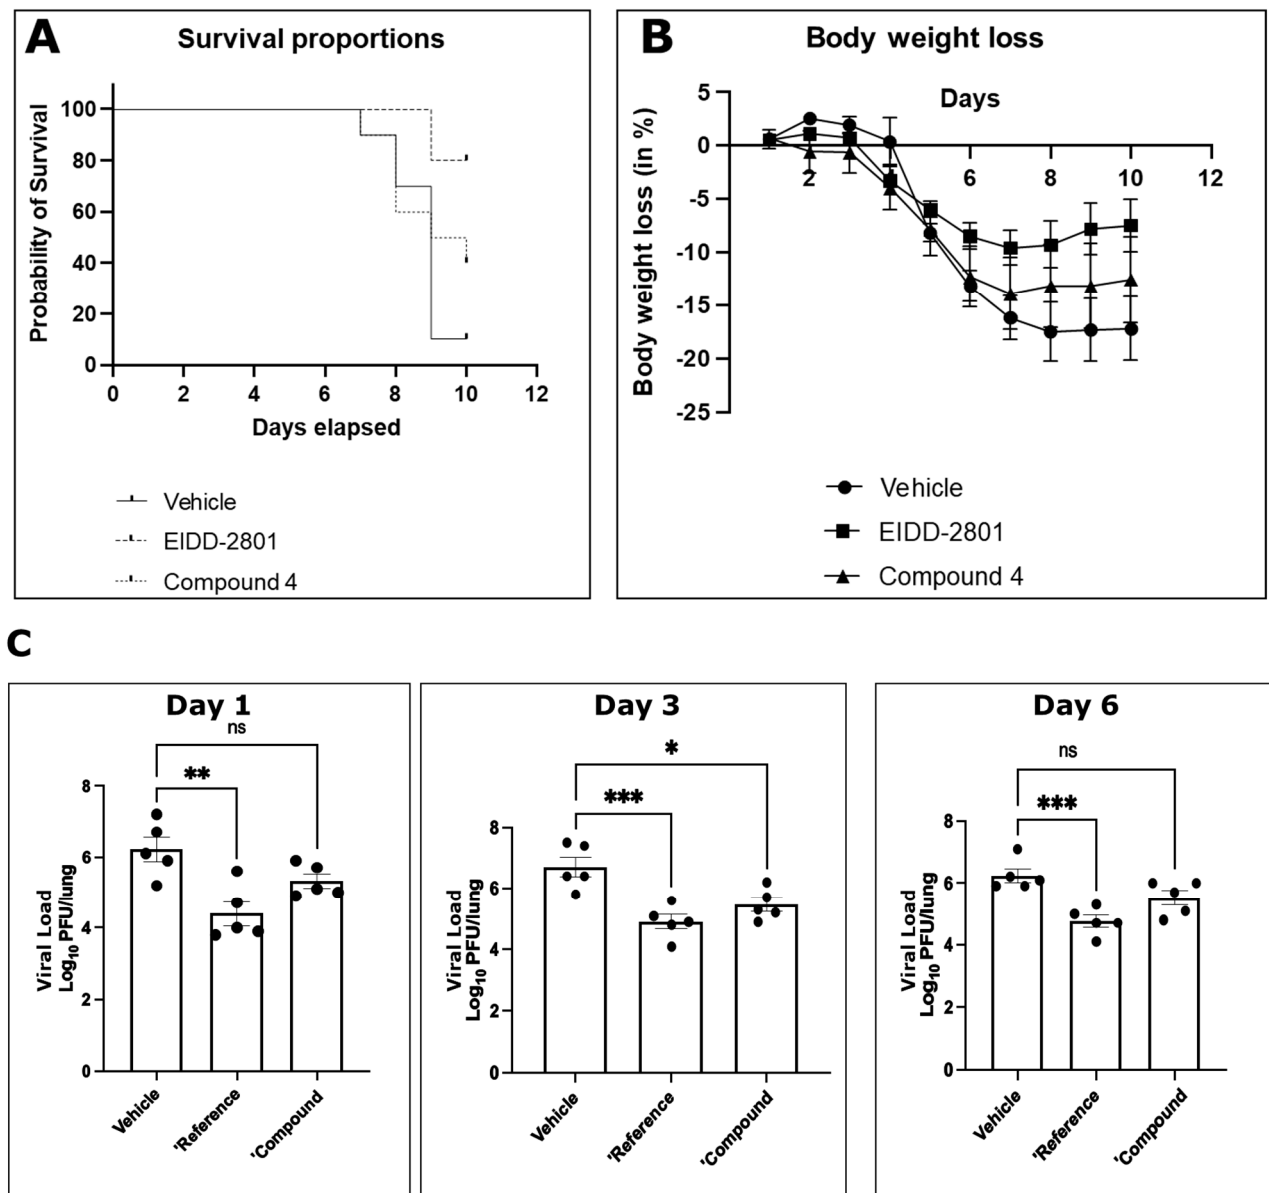 A
Survival proportions
Probability of Survival
100
80
60
40
20
0
0 2 4 6 8 10 12
Days elapsed
Vehicle
EIDD-2801
Compound 4
B
Body weight loss
Days
Body weight loss (in %)
5
0
-5
-10
-15
-20
-25
2 6 8 10 12
Vehicle
EIDD-2801
Compound 4
C
Day 1
ns
**
Viral Load
Log10 PFU/lung
8
6
4
2
0
Vehicle
'Reference
'Compound
Day 3
*
***
Viral Load
Log10 PFU/lung
8
6
4
2
0
Vehicle
'Reference
'Compound
Day 6
ns
***
Viral Load
Log10 PFU/lung
8
6
4
2
0
Vehicle
'Reference
'Compound